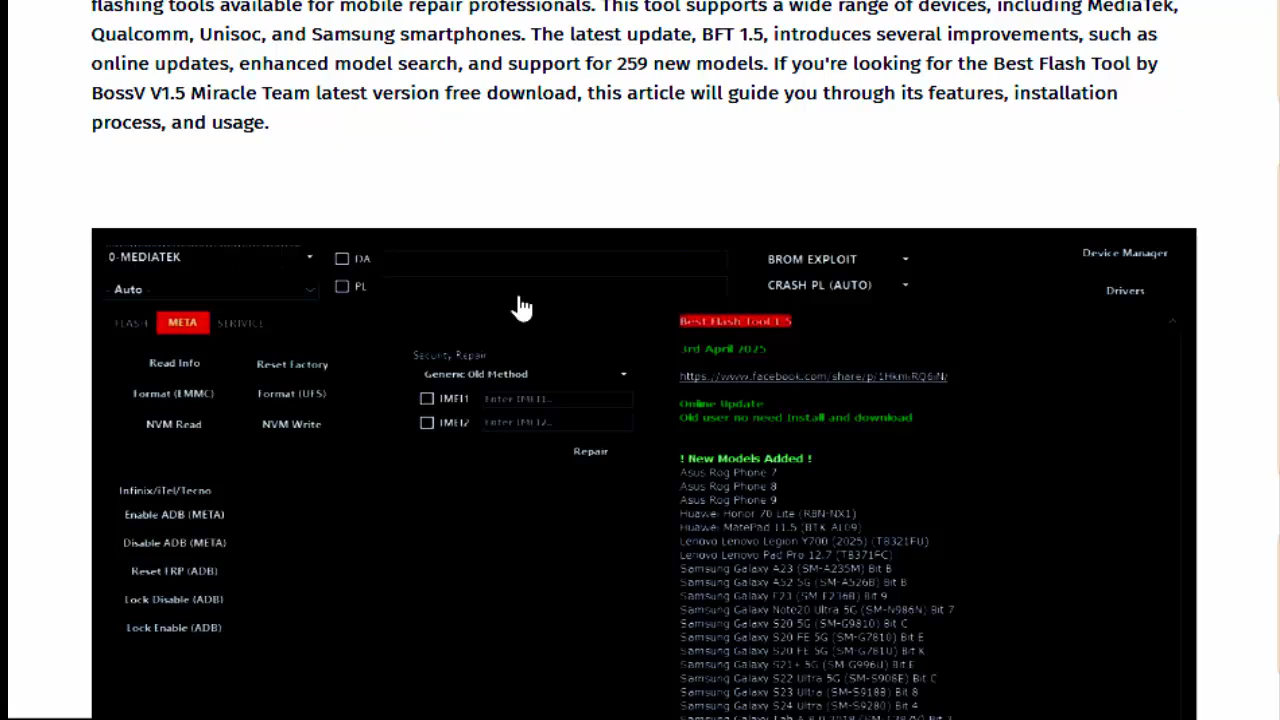 flashing tools available for mobile repair professionals. This tool supports a wide range of devices, including MediaTek,
Qualcomm, Unisoc, and Samsung smartphones. The latest update, BFT 1.5, introduces several improvements, such as
online updates, enhanced model search, and support for 259 new models. If you're looking for the Best Flash Tool by
BossV V1.5 Miracle Team latest version free download, this article will guide you through its features, installation
process, and usage.
0-MEDIATEK
DA
BROM EXPLOIT
Device Manager
Auto
PL
CRASH PL (AUTO)
Drivers
FLASH META SERVICE
Best Flash Tool 1.5
3rd April 2025
Read Info
Reset Factory
Security Repair
Generic Old Method
Format (EMMC)
Format (UFS)
IMEI1 Enter IMEI1..
Online Update
Old user no need Install and download
NVM Read
NVM Write
IMEI2 Enter IMEI2..
Repair
! New Models Added !
Asus Rog Phone 7
Asus Rog Phone 8
Asus Rog Phone 9
Infinix/iTel/Tecno
Enable ADB (META)
Disable ADB (META)
Reset FRP (ADB)
Lock Disable (ADB)
Lock Enable (ADB)
Huawei Honor 70 Lite (RBN-NX1)
Huawei MatePad 11.5 (BTK AL09)
Lenovo Lenovo Legion Y700 (2025) (TB321FU)
Lenovo Lenovo Pad Pro 12.7 (TB371FC)
Samsung Galaxy A23 (SM-A235M) Bit B
Samsung Galaxy A52 5G (SM-A526B) Bit B
Samsung Galaxy F23 (SM-E236B) Bit 9
Samsung Galaxy Note20 Ultra 5G (SM-N986N) Bit 7
Samsung Galaxy S20 5G (SM-G9810) Bit C
Samsung Galaxy S20 FE 5G (SM-G7810) Bit E
Samsung Galaxy S20 FE 5G (SM-G781U) Bit K
Samsung Galaxy S21+ 5G (SM G996U) Bit E
Samsung Galaxy S22 Ultra 5G (SM-S908E) Bit C
Samsung Galaxy S23 Ultra (SM-S918B) Bit 8
Samsung Galaxy S24 Ultra (SM-S9280) Bit 4